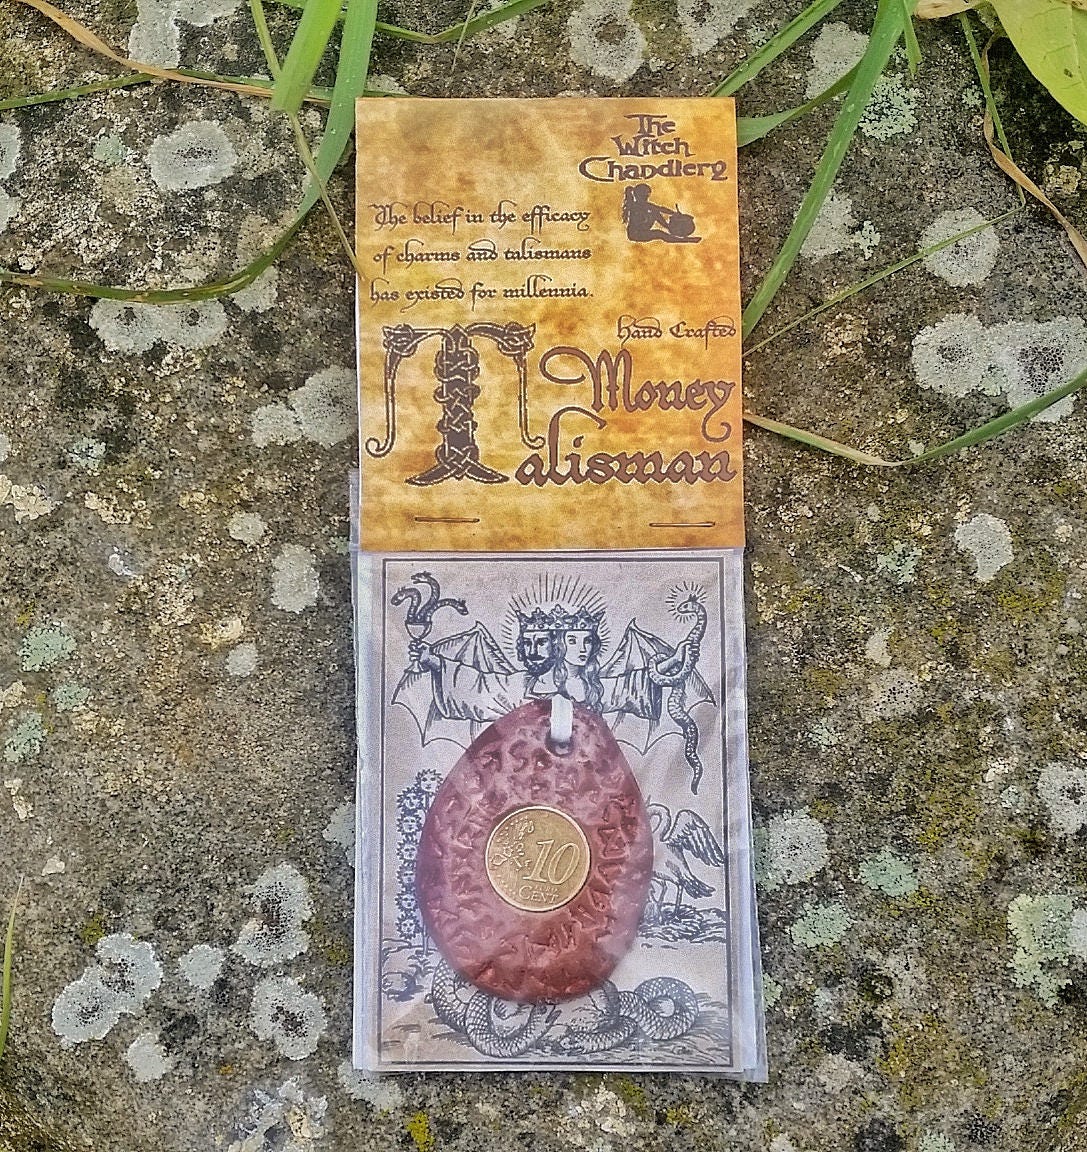 The
Witch
Chandlery
The belief in the efficacy
of charms and talismans
has existed for millennia.
Hand Crafted
Money
Talisman
10
EURO
CENT